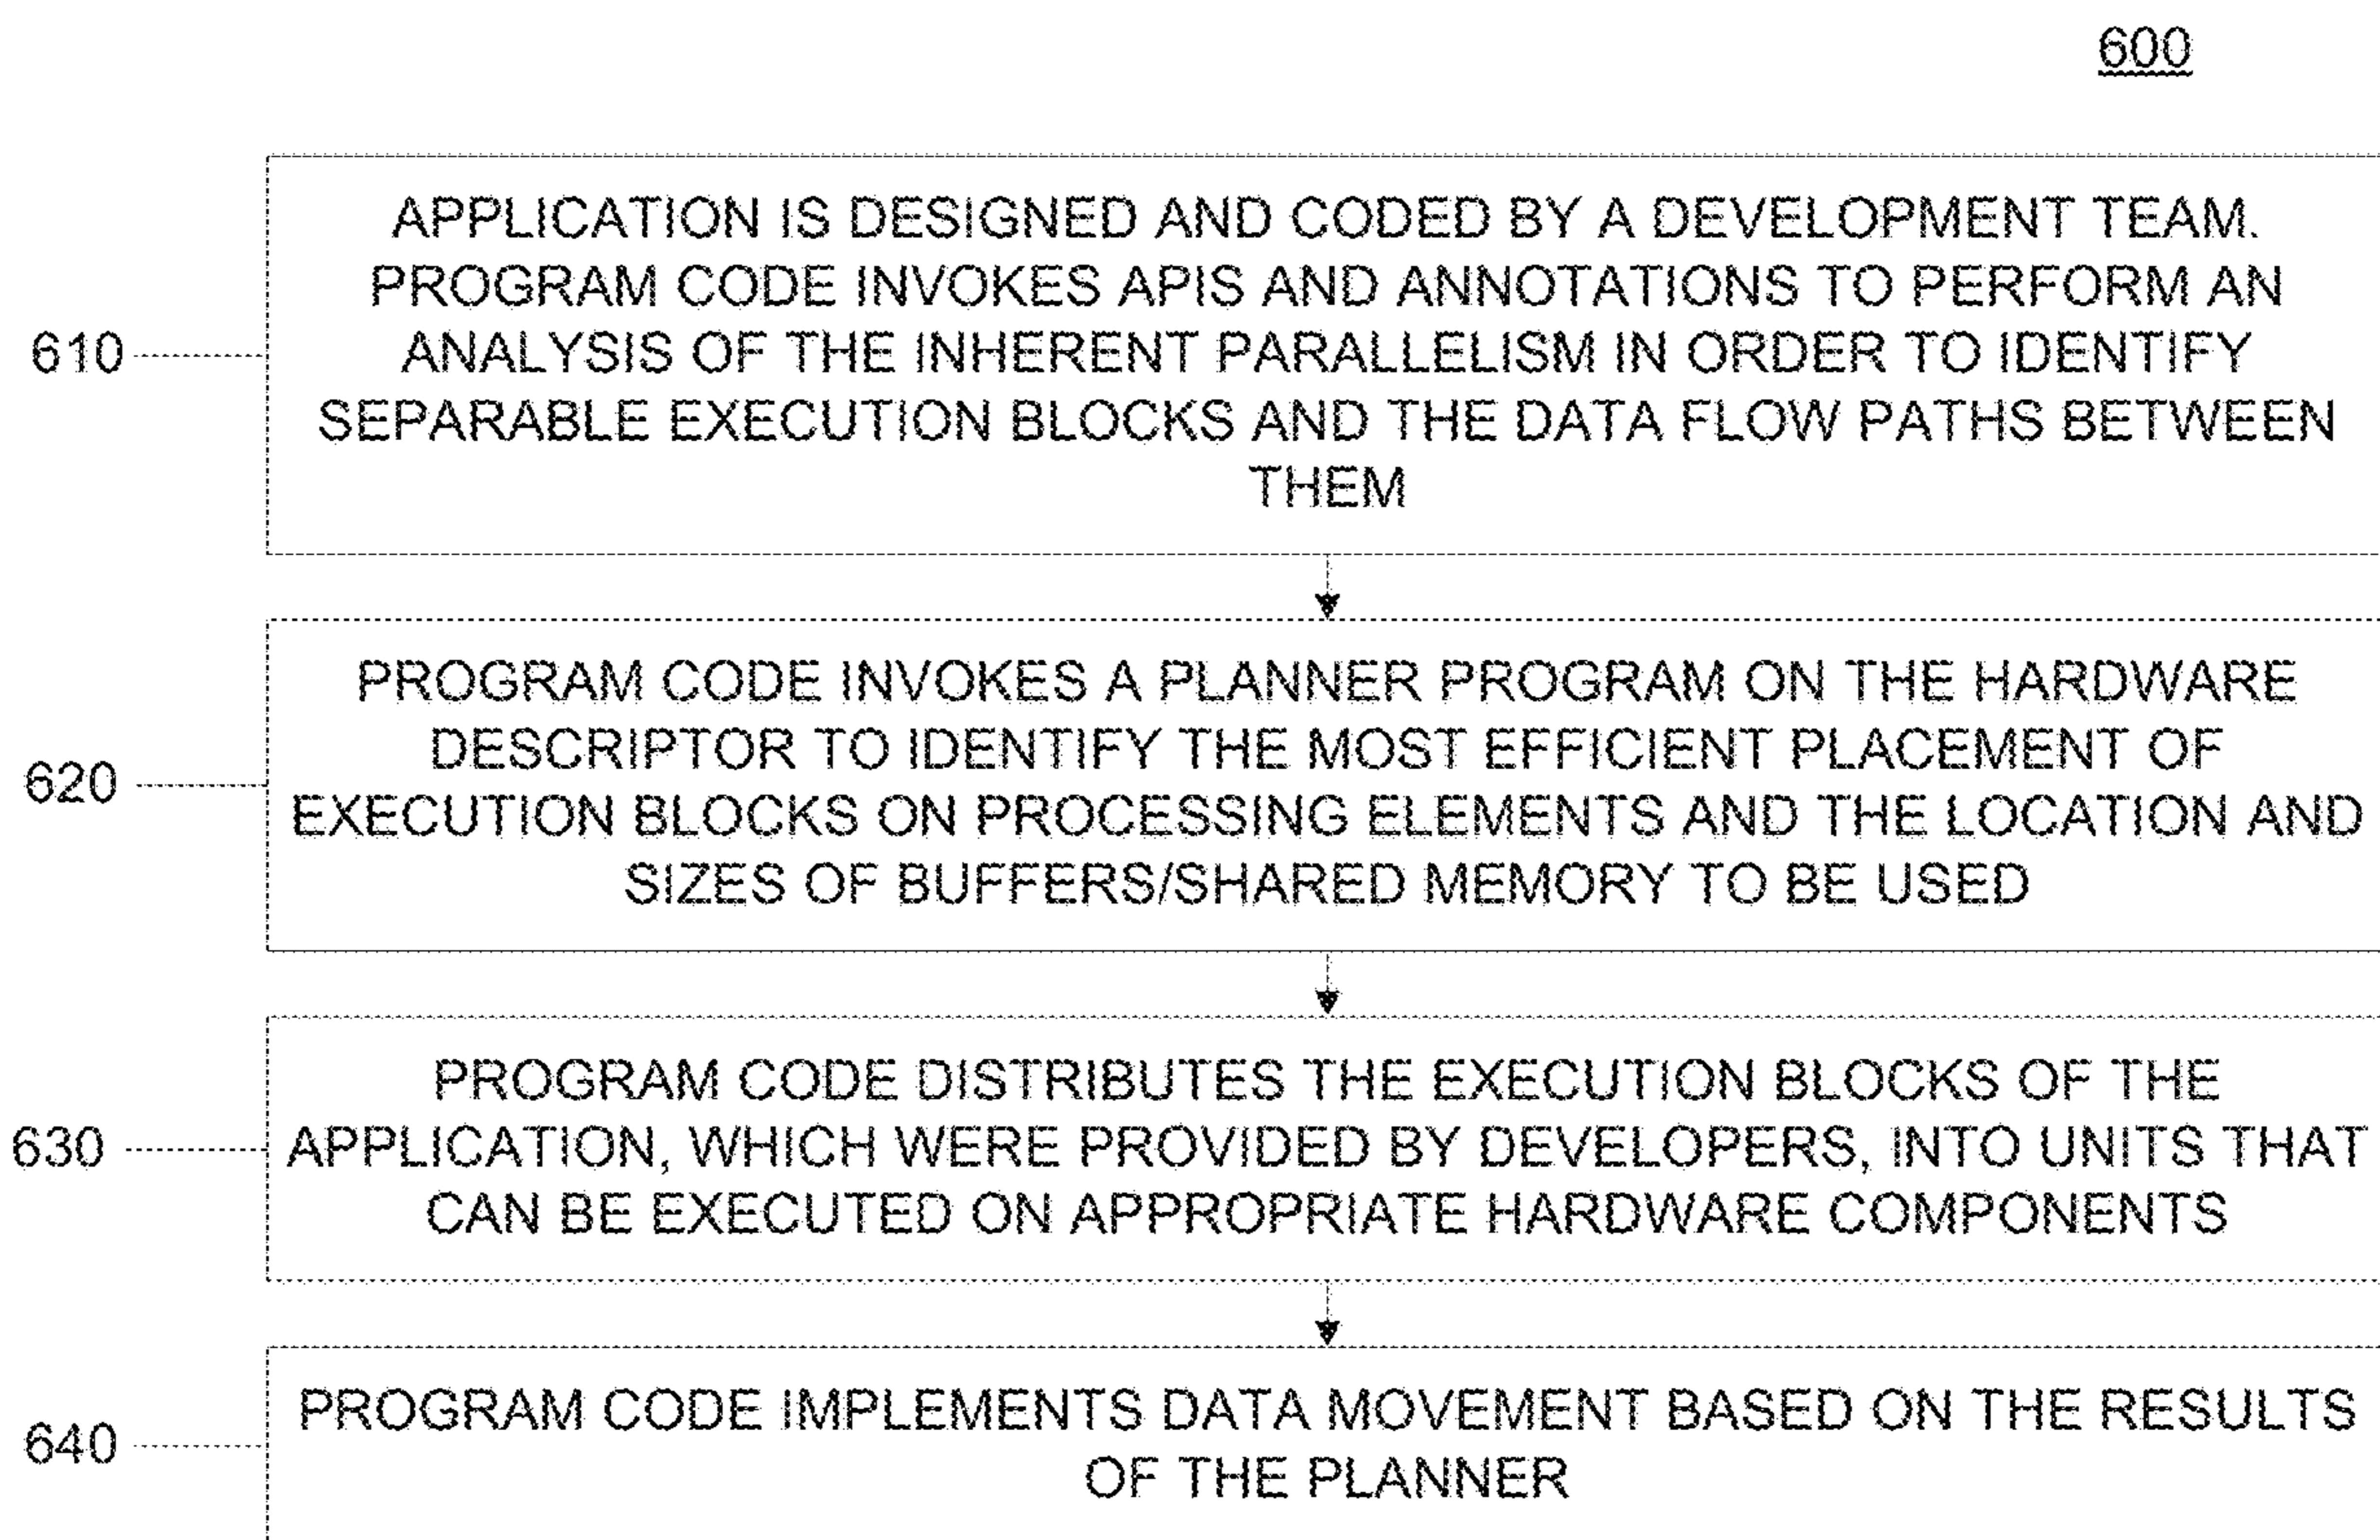 600
APPLICATION IS DESIGNED AND CODED BY A DEVELOPMENT TEAM.
PROGRAM CODE INVOKES APIS AND ANNOTATIONS TO PERFORM AN
610
ANALYSIS OF THE INHERENT PARALLELISM IN ORDER TO IDENTIFY
SEPARABLE EXECUTION BLOCKS AND THE DATA FLOW PATHS BETWEEN
THEM
PROGRAM CODE INVOKES A PLANNER PROGRAM ON THE HARDWARE
DESCRIPTOR TO IDENTIFY THE MOST EFFICIENT PLACEMENT OF
620
EXECUTION BLOCKS ON PROCESSING ELEMENTS AND THE LOCATION AND
SIZES OF BUFFERS/SHARED MEMORY TO BE USED
PROGRAM CODE DISTRIBUTES THE EXECUTION BLOCKS OF THE
630
APPLICATION, WHICH WERE PROVIDED BY DEVELOPERS, INTO UNITS THAT
CAN BE EXECUTED ON APPROPRIATE HARDWARE COMPONENTS
640
PROGRAM CODE IMPLEMENTS DATA MOVEMENT BASED ON THE RESULTS
OF THE PLANNER